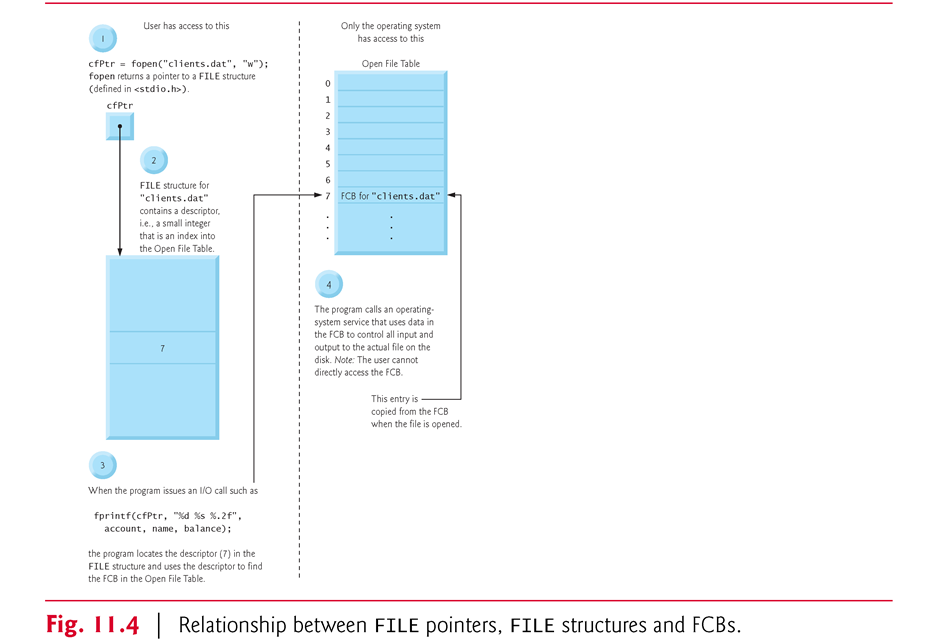 User has access to this
1
cfPtr = fopen("clients.dat", "w");
fopen returns a pointer to a FILE structure
(defined in <stdio.h>).
cfPtr
2
FILE structure for
"clients.dat"
contains a descriptor,
i.e., a small integer
that is an index into
the Open File Table.
7
3
When the program issues an I/O call such as
fprintf(cfPtr, "%d %s %.2f",
account, name, balance);
the program locates the descriptor (7) in the
FILE structure and uses the descriptor to find
the FCB in the Open File Table.
Only the operating system
has access to this
Open File Table
0
1
2
3
4
5
6
7 FCB for "clients.dat"
. .
. .
. .
4
The program calls an operating-
system service that uses data in
the FCB to control all input and
output to the actual file on the
disk. Note: The user cannot
directly access the FCB.
This entry is
copied from the FCB
when the file is opened.
Fig. 11.4 | Relationship between FILE pointers, FILE structures and FCBs.